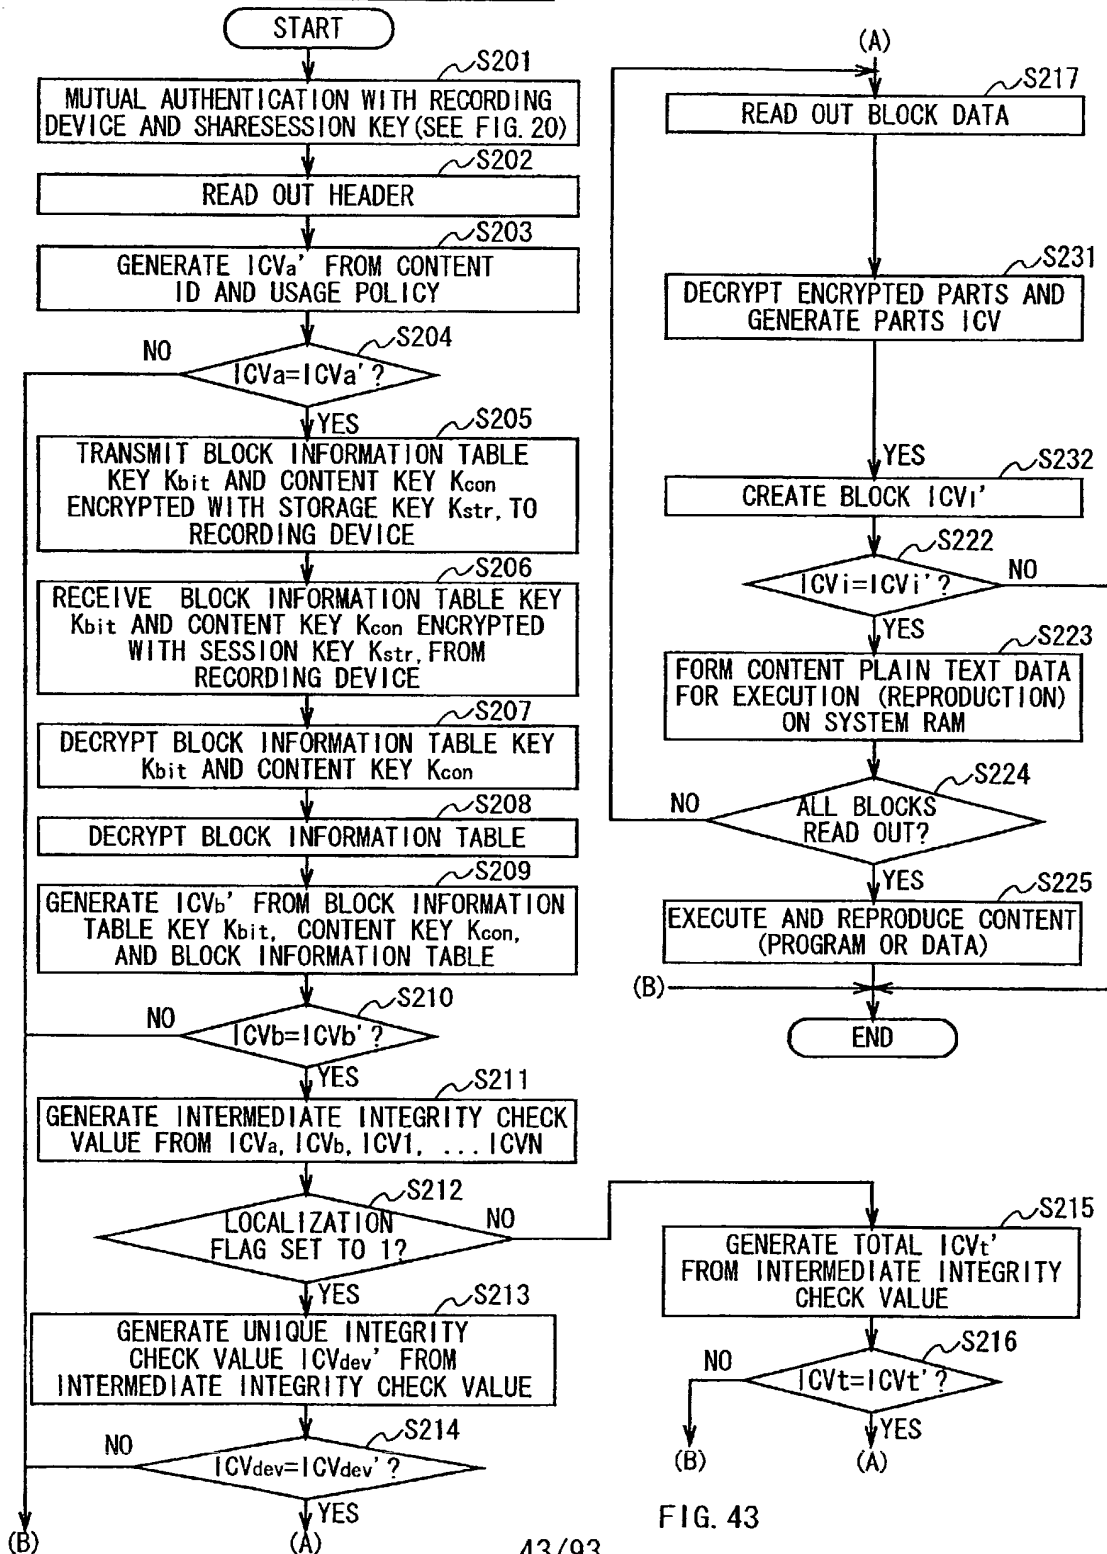 START
S201
MUTUAL AUTHENTICATION WITH RECORDING
DEVICE AND SHARESESSION KEY(SEE FIG. 20)
S202
READ OUT HEADER
S203
GENERATE ICVa' FROM CONTENT
ID AND USAGE POLICY
S204
NO
ICVa=ICVa'?
YES
S205
TRANSMIT BLOCK INFORMATION TABLE
KEY Kbit AND CONTENT KEY Kcon
ENCRYPTED WITH STORAGE KEY Kstr, TO
RECORDING DEVICE
S206
RECEIVE BLOCK INFORMATION TABLE KEY
Kbit AND CONTENT KEY Kcon ENCRYPTED
WITH SESSION KEY Kstr, FROM
RECORDING DEVICE
S207
DECRYPT BLOCK INFORMATION TABLE KEY
Kbit AND CONTENT KEY Kcon
S208
DECRYPT BLOCK INFORMATION TABLE
S209
GENERATE ICVb' FROM BLOCK INFORMATION
TABLE KEY Kbit, CONTENT KEY Kcon,
AND BLOCK INFORMATION TABLE
S210
NO
ICVb=ICVb'?
YES
S211
GENERATE INTERMEDIATE INTEGRITY CHECK
VALUE FROM ICVa, ICVb, ICV1, ...ICVN
S212
LOCALIZATION
FLAG SET TO 1?
NO
YES
S213
GENERATE UNIQUE INTEGRITY
CHECK VALUE ICVdev' FROM
INTERMEDIATE INTEGRITY CHECK VALUE
S214
NO
ICVdev=ICVdev'?
YES
(B)
(A)
(A)
S217
READ OUT BLOCK DATA
S231
DECRYPT ENCRYPTED PARTS AND
GENERATE PARTS ICV
YES
S232
CREATE BLOCK ICVI'
S222
ICVi=ICVi'?
NO
YES
S223
FORM CONTENT PLAIN TEXT DATA
FOR EXECUTION (REPRODUCTION)
ON SYSTEM RAM
S224
NO
ALL BLOCKS
READ OUT?
YES
S225
EXECUTE AND REPRODUCE CONTENT
(PROGRAM OR DATA)
(B)
END
S215
GENERATE TOTAL ICVt'
FROM INTERMEDIATE INTEGRITY
CHECK VALUE
S216
NO
ICVt=ICVt'?
YES
(B)
(A)
FIG. 43
43/93